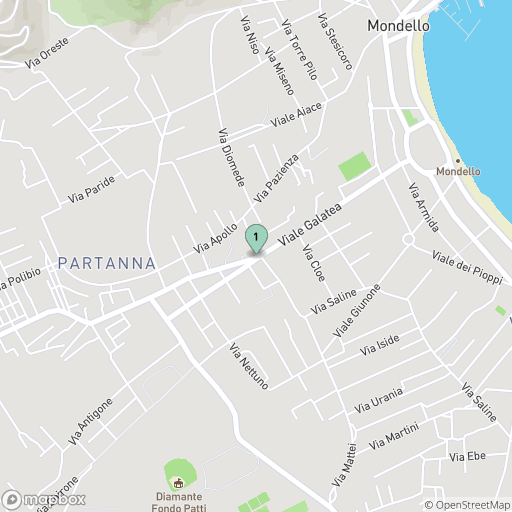 Mondello
Via Niso
Via Torre Pilo
Via Stesicoro
Via Oreste
Via Miseno
Viale Aiace
Via Diomede
Via Pazienza
Mondello
Via Paride
Via Armida
Viale Galatea
Via Apollo
1
Via Cloe
PARTANNA
Via Polibio
Viale dei Pioppi
Via Saline
Viale Giunone
Via Iside
Via Nettuno
Via Urania
Via Saline
Via Antigone
Via Martini
Via Mattei
Via Ebe
Diamante
Fondo Patti
mapbox
© OpenStreetMap